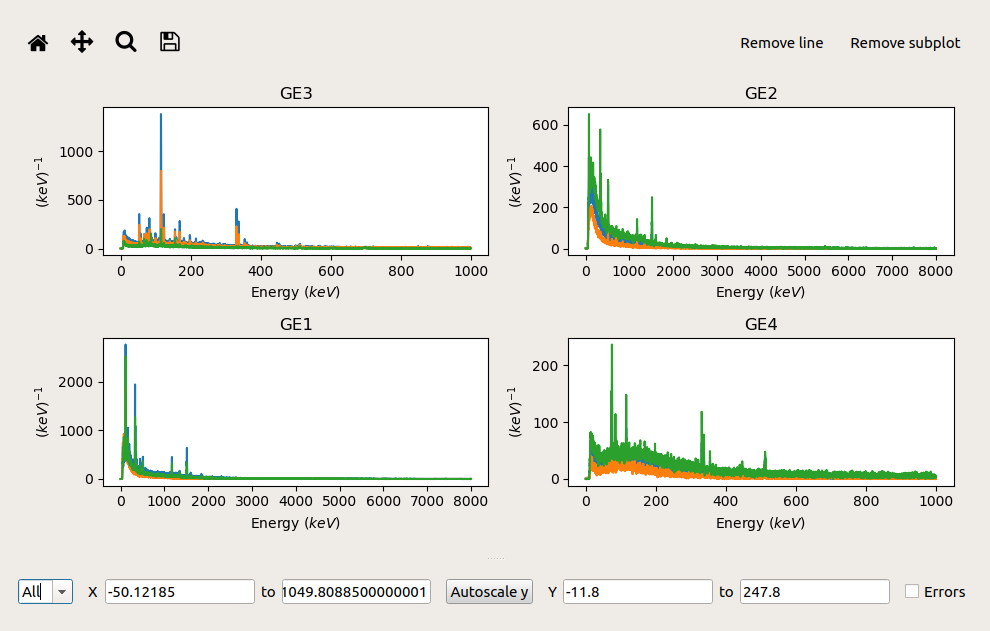 Remove line Remove subplot
GE3
1000
500
0
(keV)⁻¹
0 200 400 600 800 1000
Energy (keV)
GE2
600
400
200
0
(keV)⁻¹
0 1000 2000 3000 4000 5000 6000 7000 8000
Energy (keV)
GE1
2000
1000
0
(keV)⁻¹
0 1000 2000 3000 4000 5000 6000 7000 8000
Energy (keV)
GE4
200
100
0
(keV)⁻¹
0 200 400 600 800 1000
Energy (keV)
All X -50.12185 to 1049.8088500000001 Autoscale y Y -11.8 to 247.8 Errors